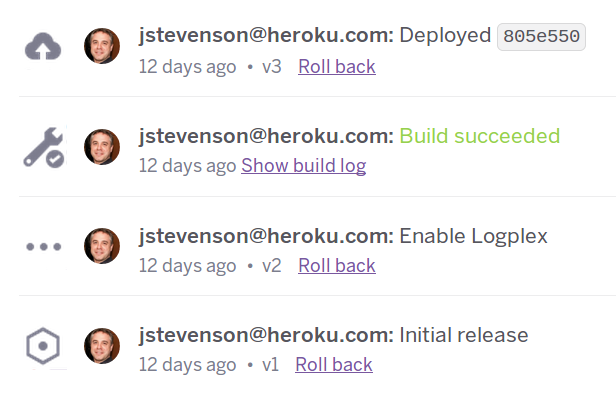 jstevenson@heroku.com: Deployed 805e550
12 days ago • v3 Roll back
jstevenson@heroku.com: Build succeeded
12 days ago Show build log
jstevenson@heroku.com: Enable Logplex
12 days ago • v2 Roll back
jstevenson@heroku.com: Initial release
12 days ago • v1 Roll back